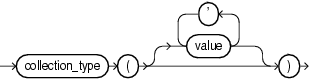 ,
collection_type ( value )